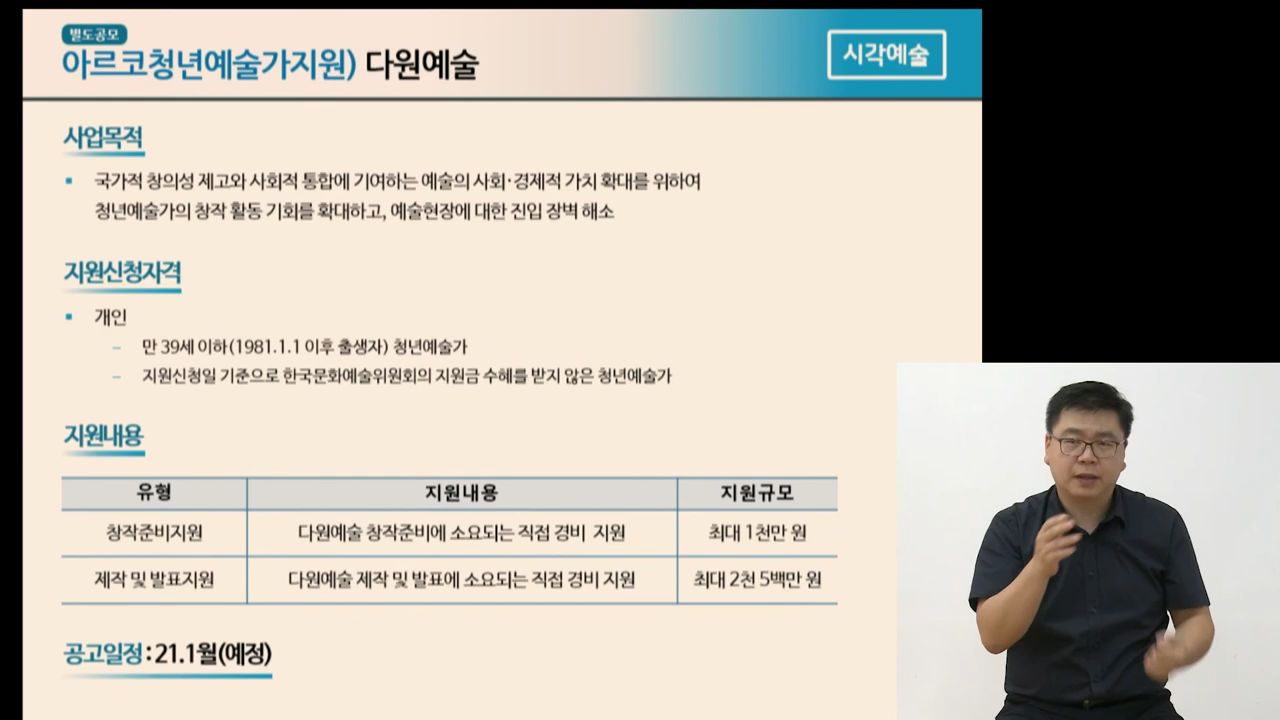 별도공모
아르코청년예술가지원) 다원예술
시각예술
사업목적
▪ 국가적 창의성 제고와 사회적 통합에 기여하는 예술의 사회·경제적 가치 확대를 위하여
청년예술가의 창작 활동 기회를 확대하고, 예술현장에 대한 진입 장벽 해소
지원신청자격
▪ 개인
– 만 39세 이하(1981.1.1 이후 출생자) 청년예술가
– 지원신청일 기준으로 한국문화예술위원회의 지원금 수혜를 받지 않은 청년예술가
지원내용
유형 지원내용 지원규모
창작준비지원 다원예술 창작준비에 소요되는 직접 경비 지원 최대 1천만 원
제작 및 발표지원 다원예술 제작 및 발표에 소요되는 직접 경비 지원 최대 2천 5백만 원
공고일정 : 21.1월(예정)